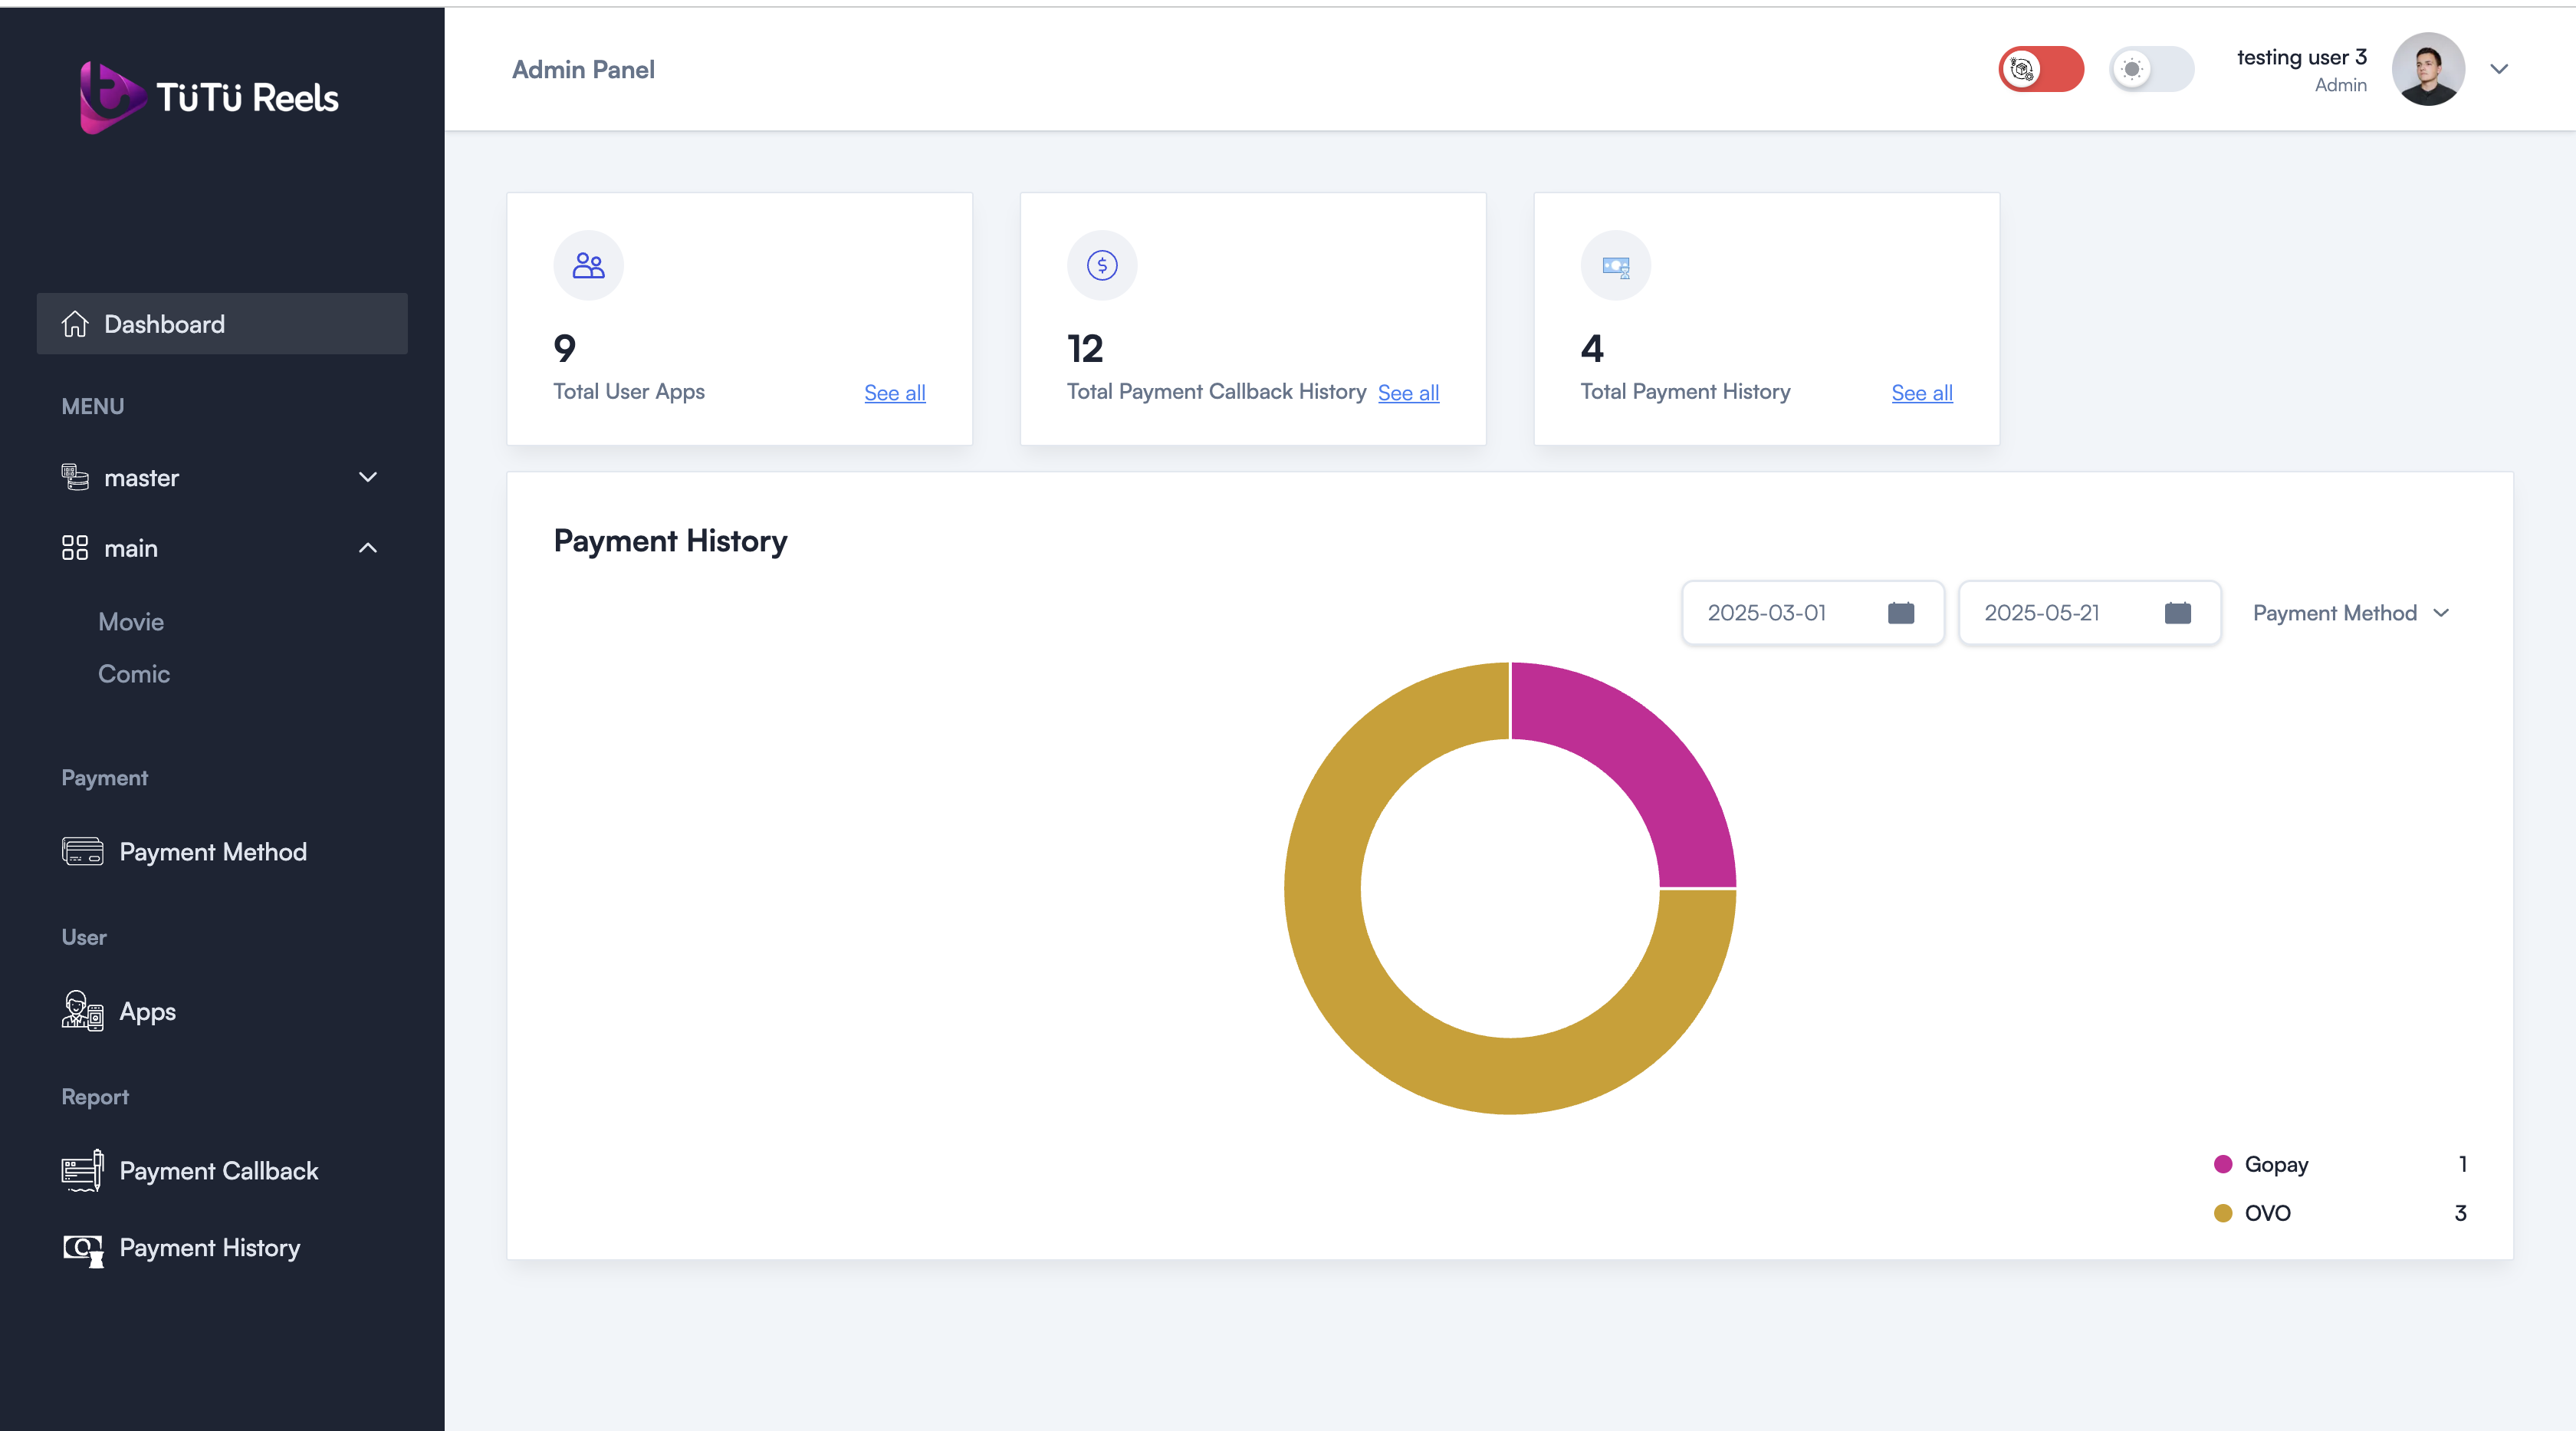 TüTü Reels
Dashboard
MENU
master
main
Movie
Comic
Payment
Payment Method
User
Apps
Report
Payment Callback
Payment History
Admin Panel
testing user 3
Admin
9
Total User Apps See all
12
Total Payment Callback History See all
4
Total Payment History See all
Payment History
2025-03-01 2025-05-21 Payment Method
Gopay 1
OVO 3